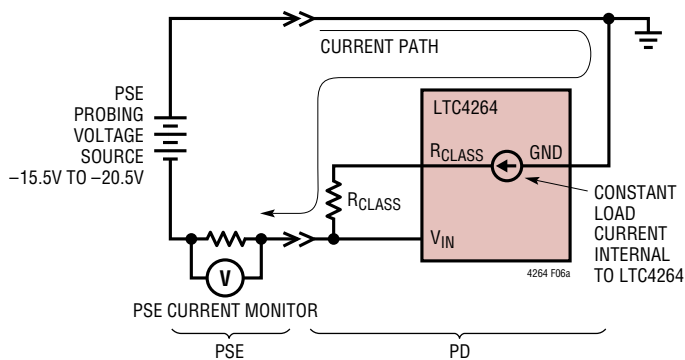 CURRENT PATH
PSE
PROBING
VOLTAGE
SOURCE
–15.5V TO –20.5V
LTC4264
RCLASS
GND
RCLASS
CONSTANT
LOAD
CURRENT
INTERNAL
TO LTC4264
VIN
V
4264 F06a
PSE CURRENT MONITOR
PSE
PD